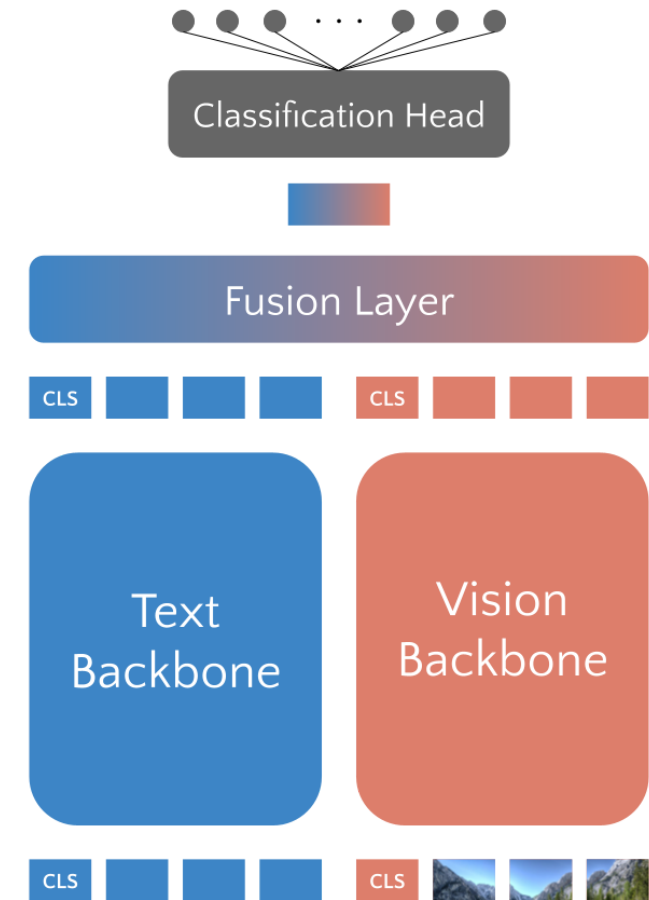 Classification Head
Fusion Layer
CLS
CLS
Text
Backbone
Vision
Backbone
CLS
CLS